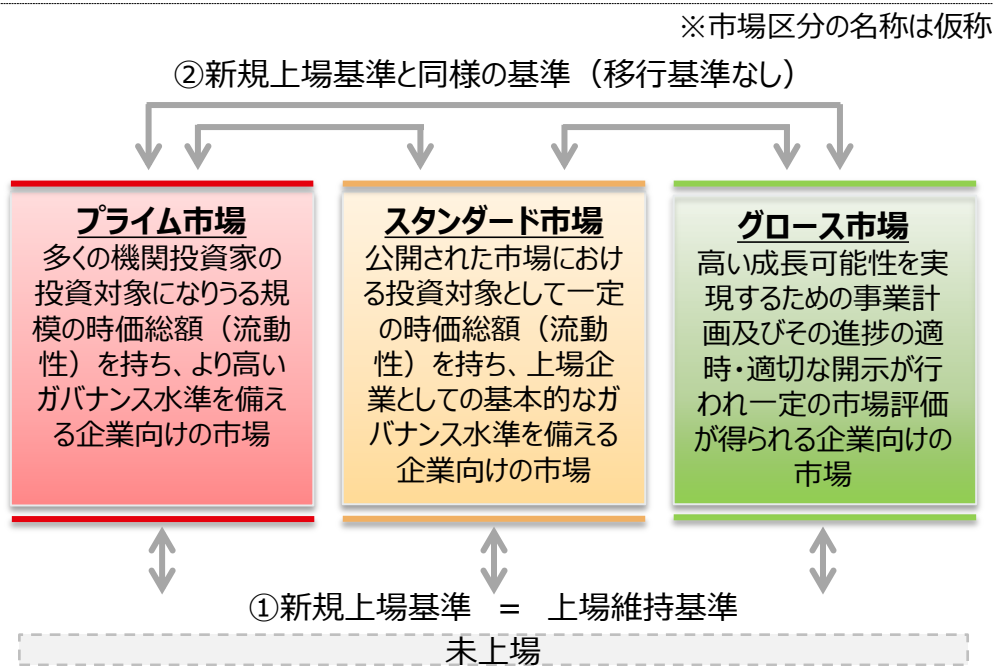 ※市場区分の名称は仮称
②新規上場基準と同様の基準（移行基準なし）
プライム市場
多くの機関投資家の
投資対象になりうる規
模の時価総額（流動
性）を持ち、より高い
ガバナンス水準を備え
る企業向けの市場
スタンダード市場
公開された市場におけ
る投資対象として一定
の時価総額（流動
性）を持ち、上場企
業としての基本的なガ
バナンス水準を備える
企業向けの市場
グロース市場
高い成長可能性を実
現するための事業計
画及びその進捗の適
時・適切な開示が行
われ一定の市場評価
が得られる企業向けの
市場
①新規上場基準 = 上場維持基準
未上場